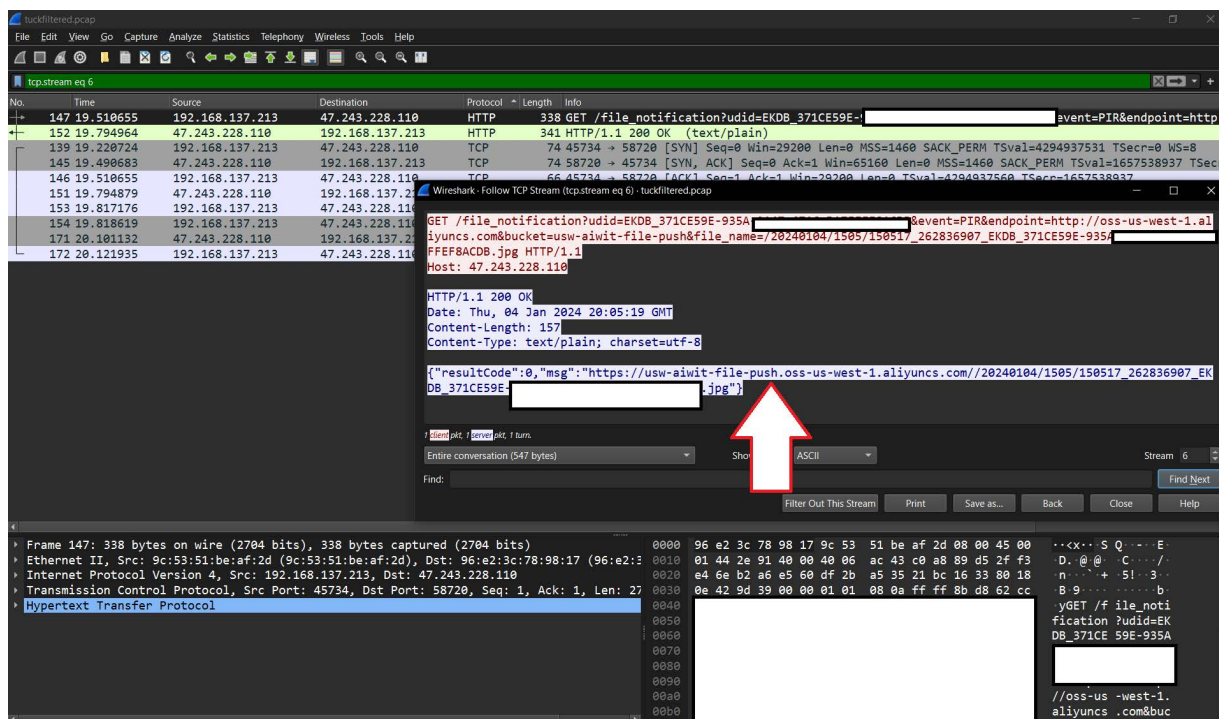 tuckfiltered.pcap
File Edit View Go Capture Analyze Statistics Telephony Wireless Tools Help
tcp.stream eq 6
No. Time Source Destination Protocol Length Info
147 19.510655 192.168.137.213 47.243.228.110 HTTP 338 GET /file_notification?udid=EKDB_371CE59E- event=PIR&endpoint=http
152 19.794964 47.243.228.110 192.168.137.213 HTTP 341 HTTP/1.1 200 OK (text/plain)
139 19.220724 192.168.137.213 47.243.228.110 TCP 74 45734 → 58720 [SYN] Seq=0 Win=29200 Len=0 MSS=1460 SACK_PERM TSval=4294937531 TSecr=0 WS=8
145 19.490683 47.243.228.110 192.168.137.213 TCP 74 58720 → 45734 [SYN, ACK] Seq=0 Ack=1 Win=65160 Len=0 MSS=1460 SACK_PERM TSval=1657538937 TSec
146 19.510655 192.168.137.213 47.243.228.110 TCP 66 45734 → 58720 [ACK] Seq=1 Ack=1 Win=29200 Len=0 TSval=4294937560 TSecr=1657538937
151 19.794879 47.243.228.110 192.168.137.2
153 19.817176 192.168.137.213 47.243.228.11
154 19.818619 192.168.137.213 47.243.228.11
171 20.101132 47.243.228.110 192.168.137.2
172 20.121935 192.168.137.213 47.243.228.11
Wireshark · Follow TCP Stream (tcp.stream eq 6) · tuckfiltered.pcap
GET /file_notification?udid=EKDB_371CE59E-935A &event=PIR&endpoint=http://oss-us-west-1.al
iyuncs.com&bucket=usw-aiwit-file-push&file_name=/20240104/1505/150517_262836907_EKDB_371CE59E-935A
FFEF8ACDB.jpg HTTP/1.1
Host: 47.243.228.110
HTTP/1.1 200 OK
Date: Thu, 04 Jan 2024 20:05:19 GMT
Content-Length: 157
Content-Type: text/plain; charset=utf-8
{"resultCode":0,"msg":"https://usw-aiwit-file-push.oss-us-west-1.aliyuncs.com//20240104/1505/150517_262836907_EK
DB_371CE59E- .jpg"}
1 client pkt, 1 server pkt, 1 turn.
Entire conversation (547 bytes) Show ASCII Stream 6
Find: Find Next
Filter Out This Stream Print Save as... Back Close Help
Frame 147: 338 bytes on wire (2704 bits), 338 bytes captured (2704 bits)
Ethernet II, Src: 9c:53:51:be:af:2d (9c:53:51:be:af:2d), Dst: 96:e2:3c:78:98:17 (96:e2:3
Internet Protocol Version 4, Src: 192.168.137.213, Dst: 47.243.228.110
Transmission Control Protocol, Src Port: 45734, Dst Port: 58720, Seq: 1, Ack: 1, Len: 27
Hypertext Transfer Protocol
0000 96 e2 3c 78 98 17 9c 53 51 be af 2d 08 00 45 00 ··<x···S Q··-··E·
0010 01 44 2e 91 40 00 40 06 ac 43 c0 a8 89 d5 2f f3 ·D.·@·@· ·C····/·
0020 e4 6e b2 a6 e5 60 df 2b a5 35 21 bc 16 33 80 18 ·n···`·+ ·5!··3··
0030 0e 42 9d 39 00 00 01 01 08 0a ff ff 8b d8 62 cc ·B·9···· ······b·
0040 ·yGET /f ile_noti
0050 fication ?udid=EK
0060 DB_371CE 59E-935A
0070
0080
0090
00a0 //oss-us -west-1.
00b0 aliyuncs .com&buc